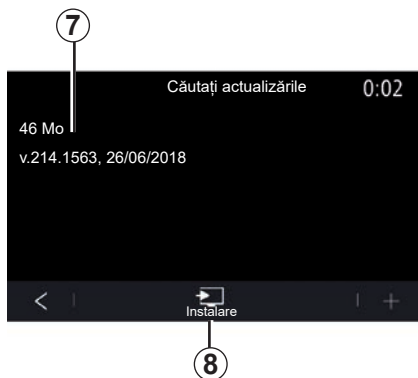 7
Căutați actualizările 0:02
46 Mo
v.214.1563, 26/06/2018
Instalare
8